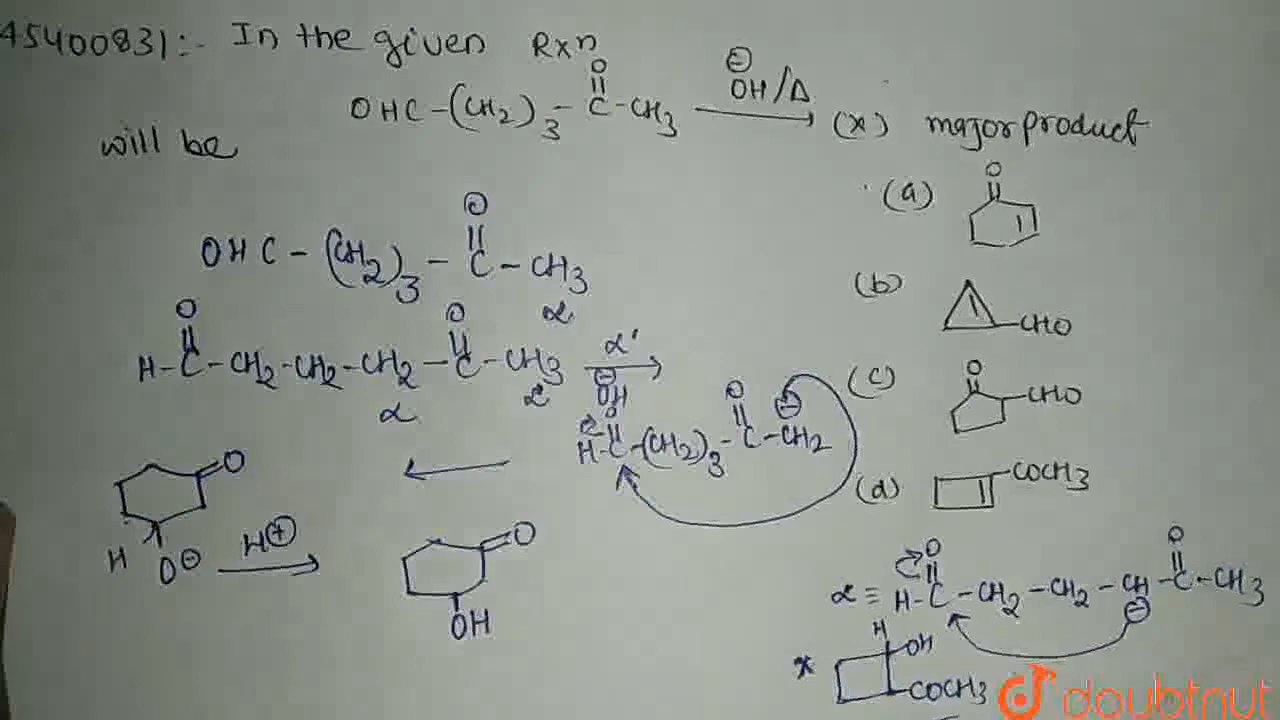 45400831:- In the given Rxn
OHC-(CH2)3-C-CH3 ⊖OH/Δ (x) major product
O
will be
(a) O
OHC-(CH2)3-C-CH3
O
α
(b) CHO
H-C-CH2-CH2-CH2-C-CH3 α' ⊖OH
O O
α α
(c) O CHO
H-C-(CH2)3-C-CH2
O O ⊖
(d) COCH3
O
H O⊖ H⊕
O
OH
α ≡ H-C-CH2-CH2-CH-C-CH3
O ⊖ O
x H OH
COCH3
doubtnut